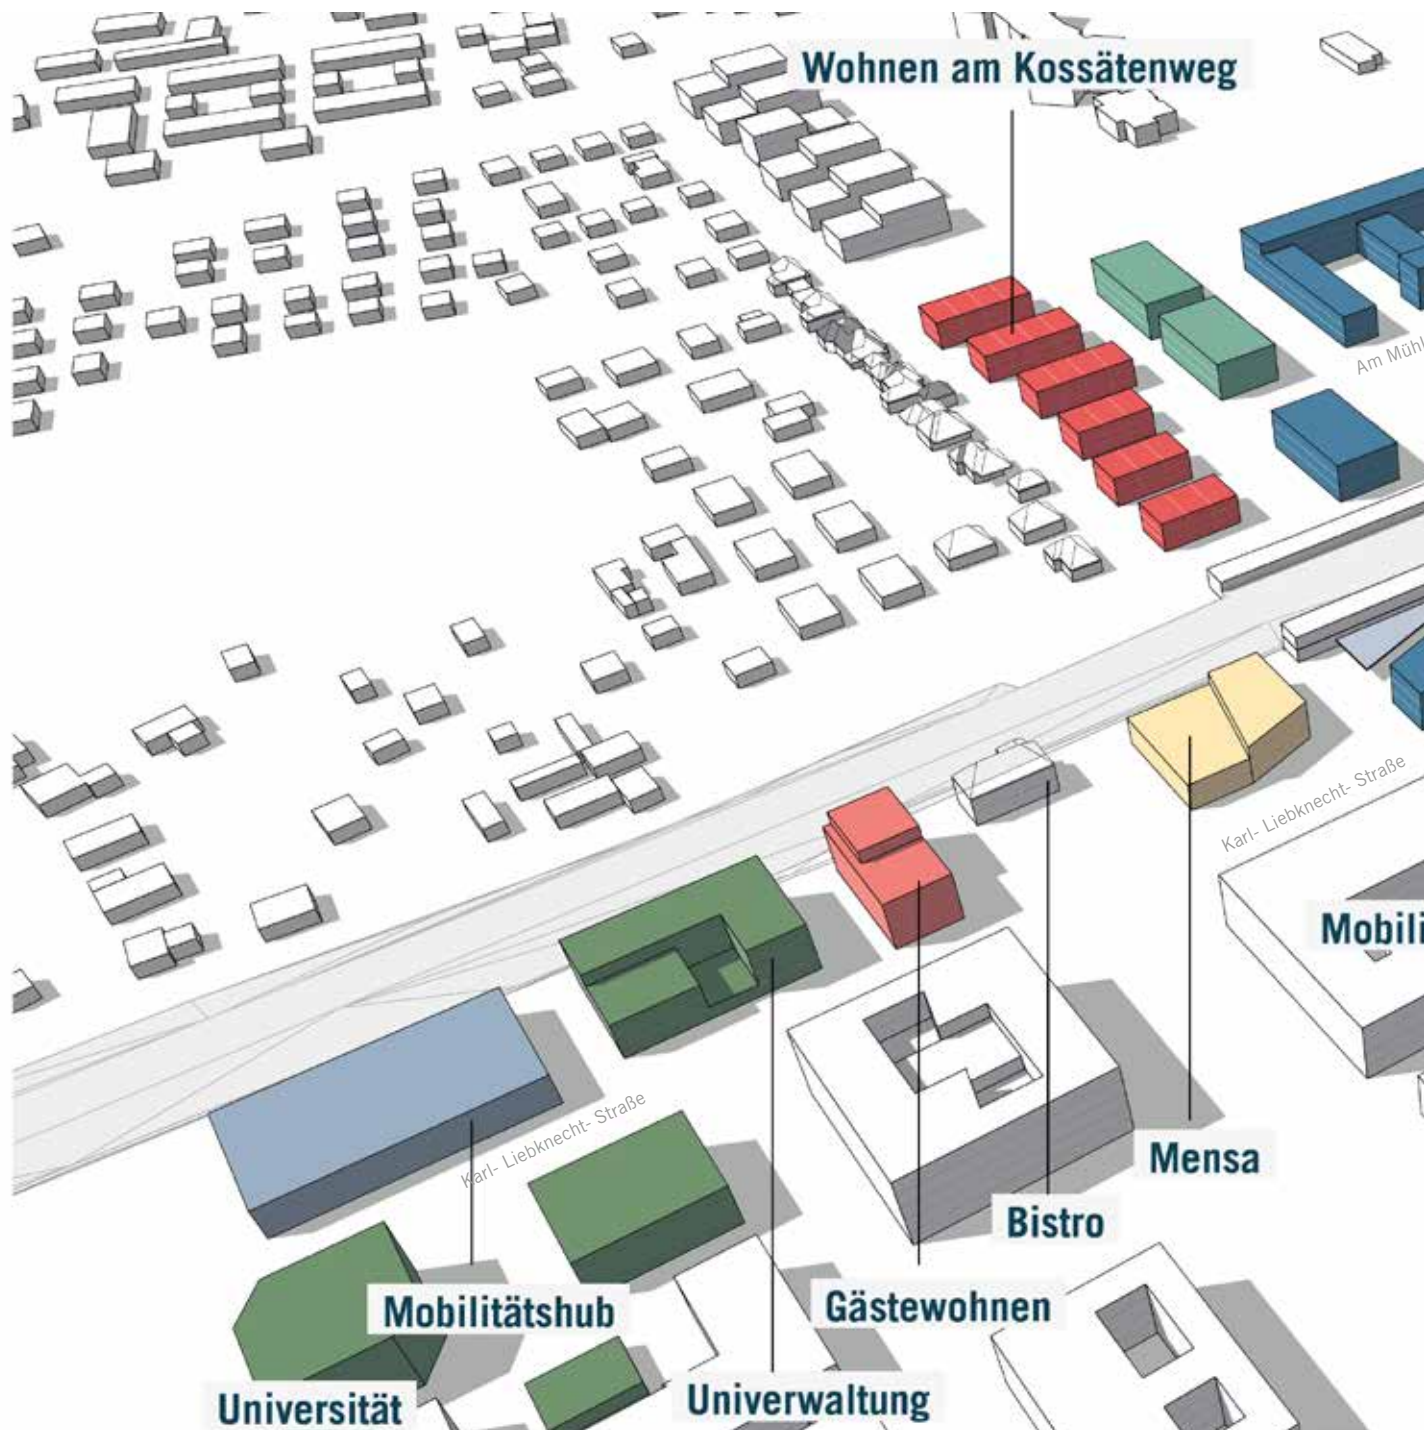 Wohnen am Kossätenweg
Am Mühl
Karl- Liebknecht- Straße
Mobili
Karl- Liebknecht- Straße
Mensa
Bistro
Gästewohnen
Mobilitätshub
Univerwaltung
Universität